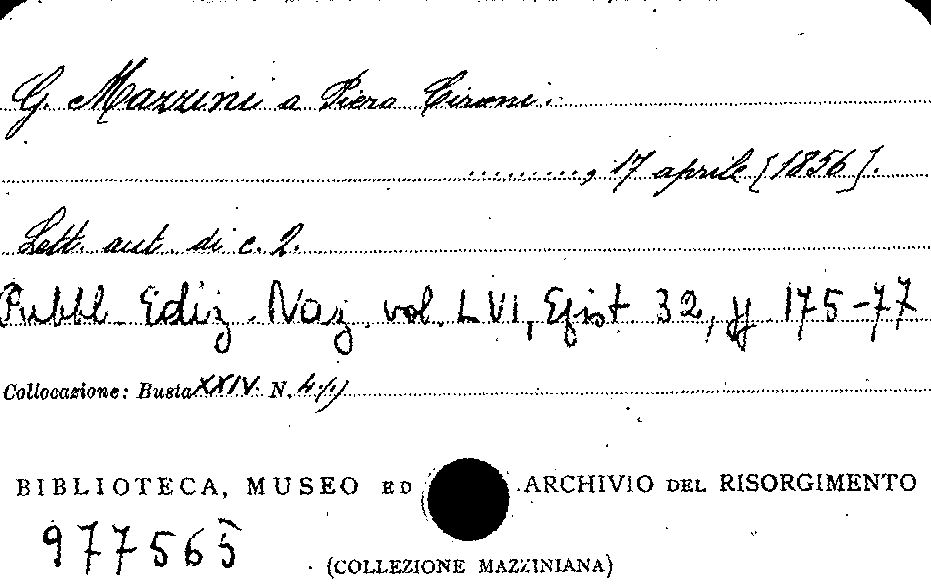 G. Mazzini a Piero Cironi.
.........., 17 aprile [1856].
Lett. aut. di c. 2.
Pubbl. Ediz. Naz. vol. LVI, Epist 32, pp 175-77
Collocazione: Busta XXIV N. 4/1)
BIBLIOTECA, MUSEO ED ARCHIVIO DEL RISORGIMENTO
977565
(COLLEZIONE MAZZINIANA)